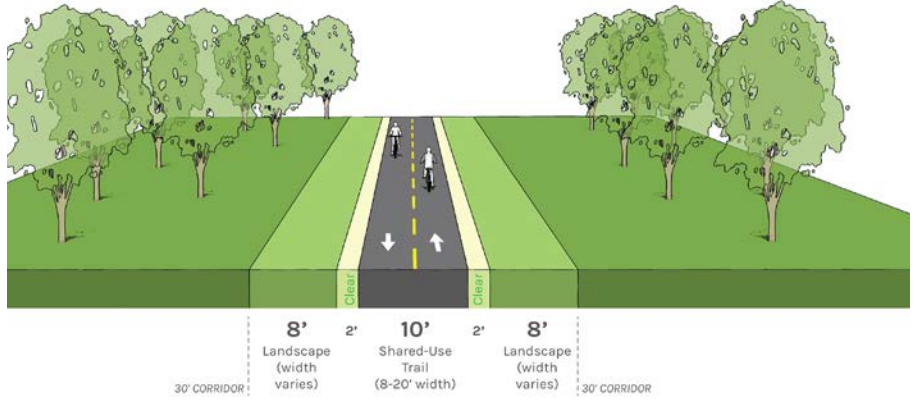 Clear
Clear
8'
2'
10'
2'
8'
Landscape
(width
varies)
Shared-Use
Trail
(8-20' width)
Landscape
(width
varies)
30' CORRIDOR
30' CORRIDOR